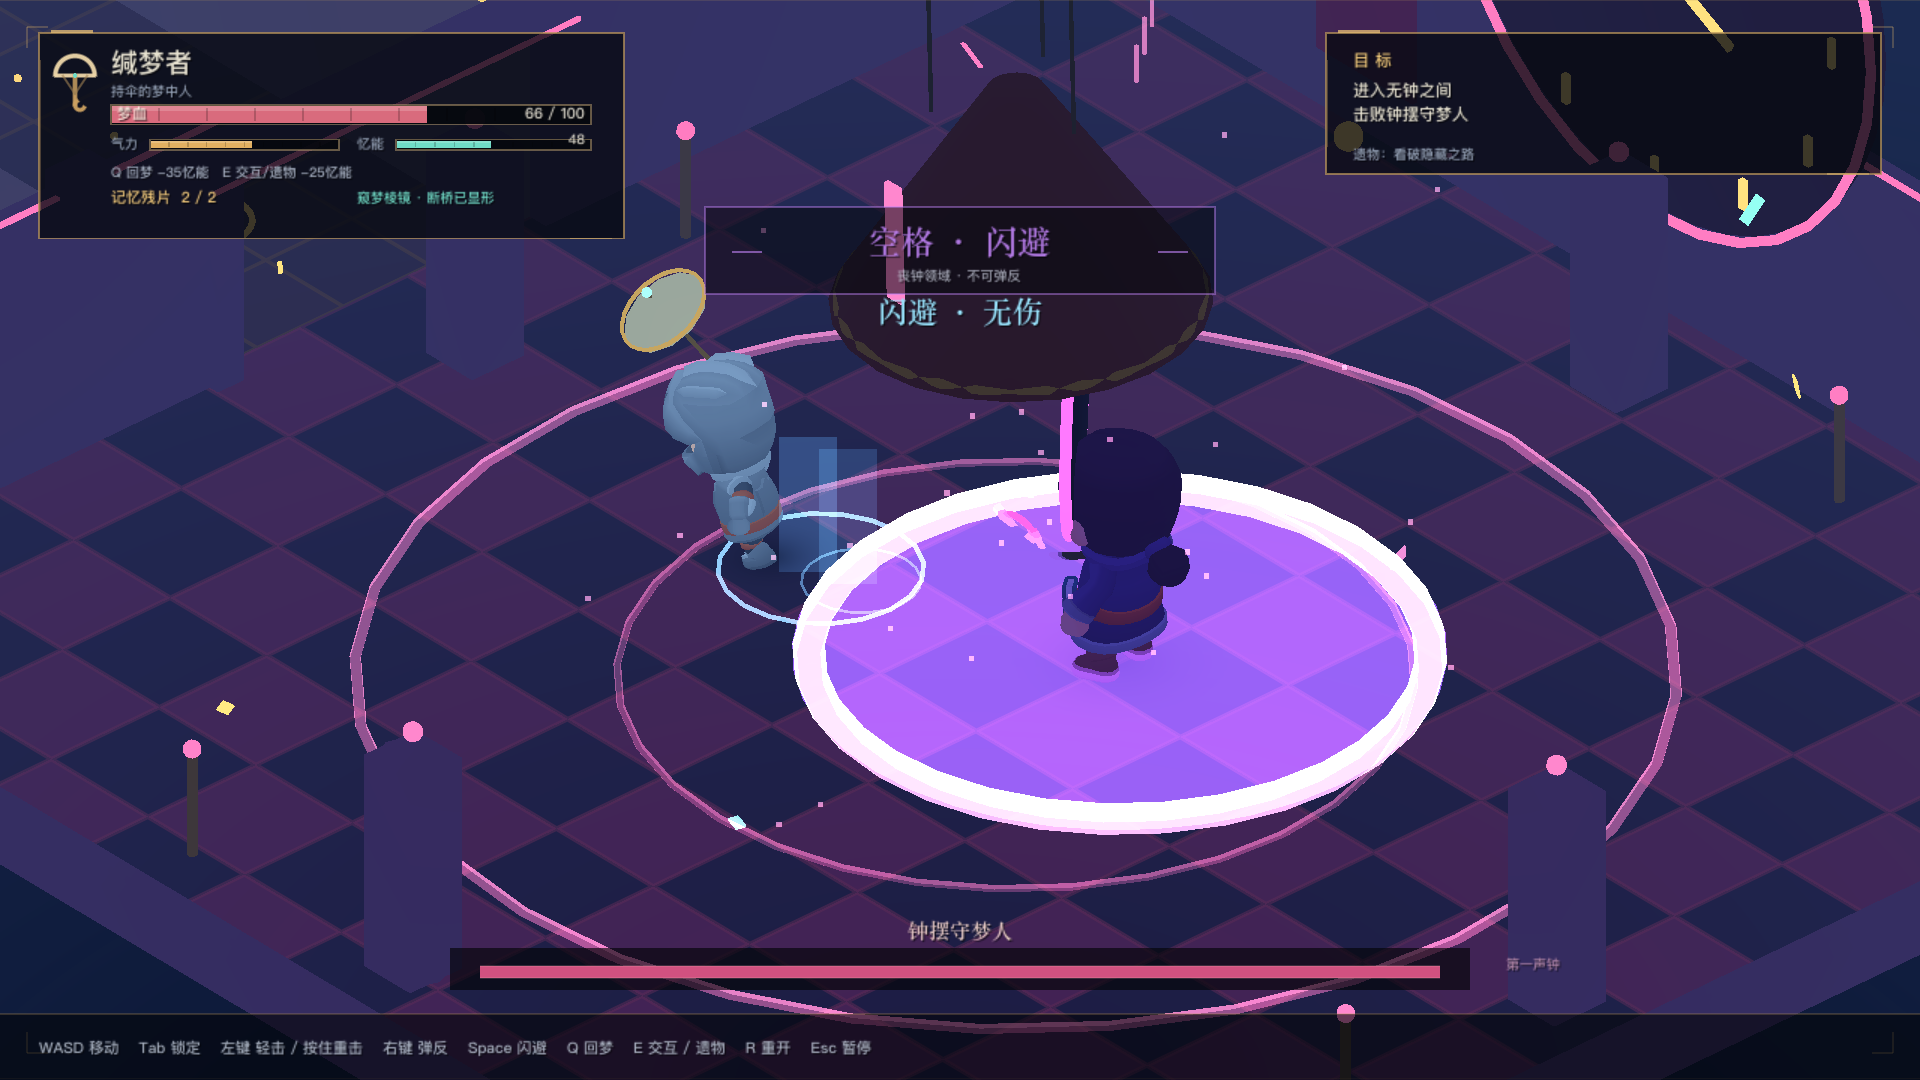 缄梦者
持伞的梦中人
梦血 66 / 100
气力 忆能 48
Q 回梦 -35忆能 E 交互/遗物 -25忆能
记忆残片 2 / 2 窥梦棱镜 · 断桥已显形
目标
进入无钟之间
击败钟摆守梦人
遗物：看破隐藏之路
空格 · 闪避
丧钟领域 · 不可弹反
闪避 · 无伤
钟摆守梦人
第一声钟
WASD 移动 Tab 锁定 左键 轻击 / 按住重击 右键 弹反 Space 闪避 Q 回梦 E 交互 / 遗物 R 重开 Esc 暂停